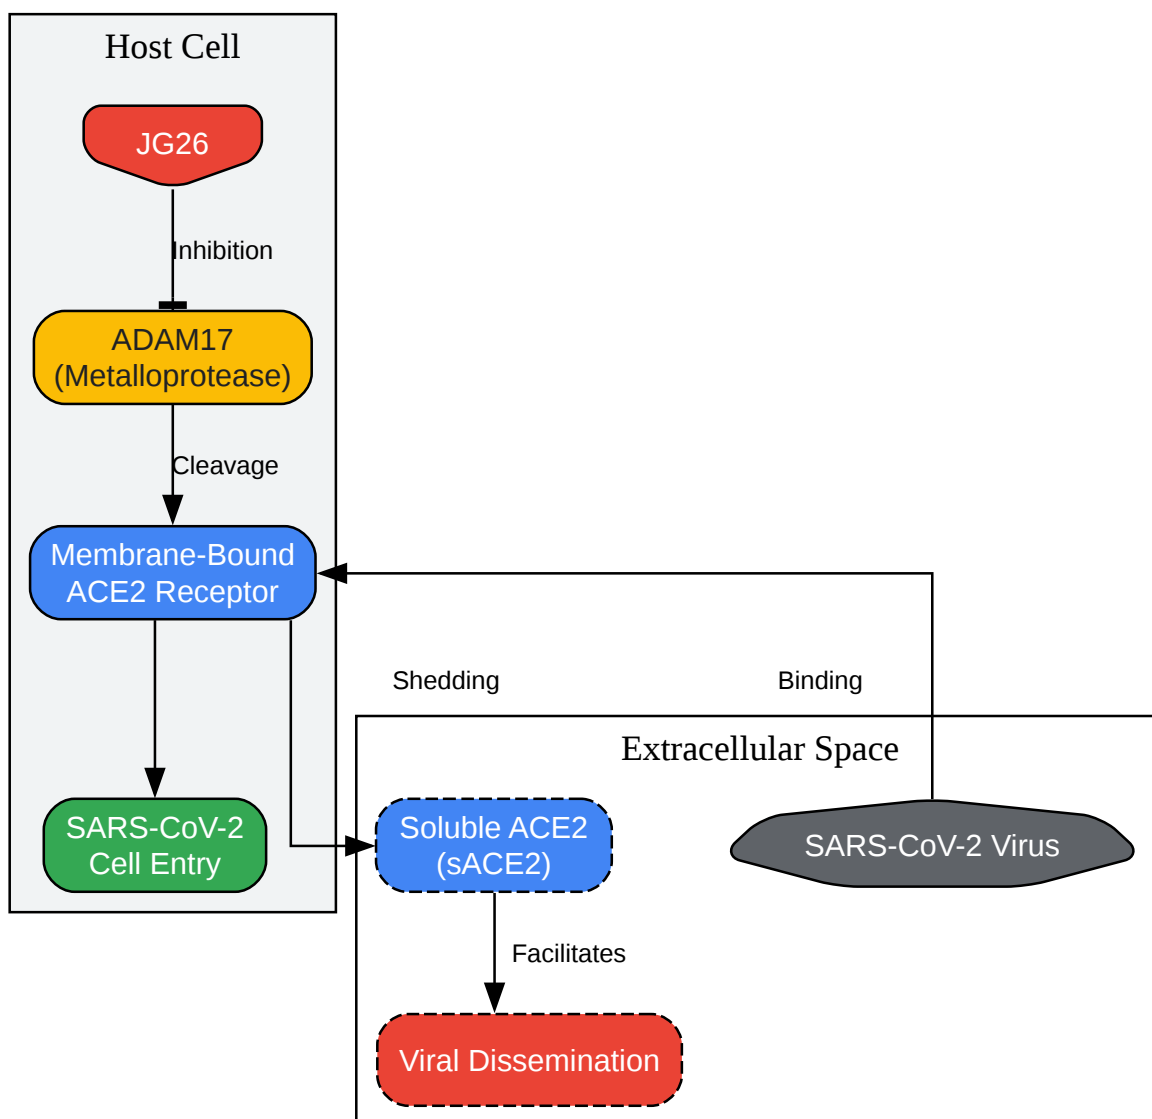 Host Cell
JG26
Inhibition
ADAM17
(Metalloprotease)
Cleavage
Membrane-Bound
ACE2 Receptor
Shedding
Binding
Extracellular Space
SARS-CoV-2
Cell Entry
Soluble ACE2
(sACE2)
SARS-CoV-2 Virus
Facilitates
Viral Dissemination